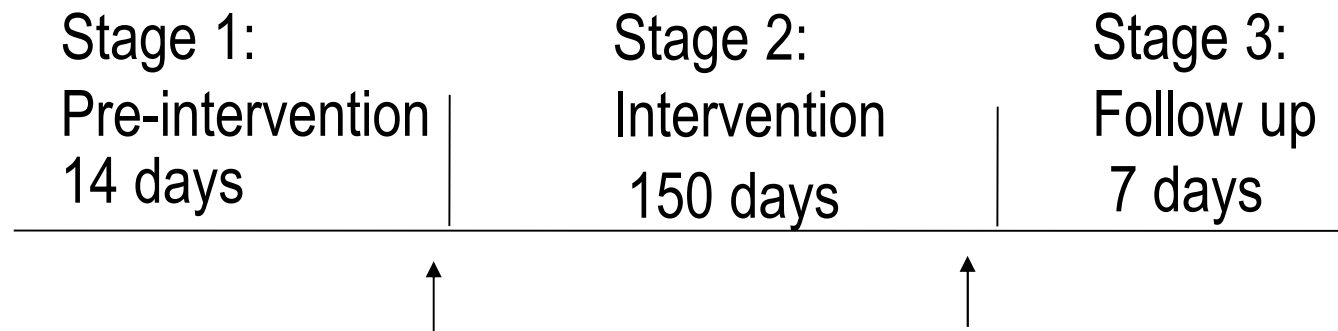 Stage 1:
Pre-intervention
14 days
Stage 2:
Intervention
150 days
Stage 3:
Follow up
7 days